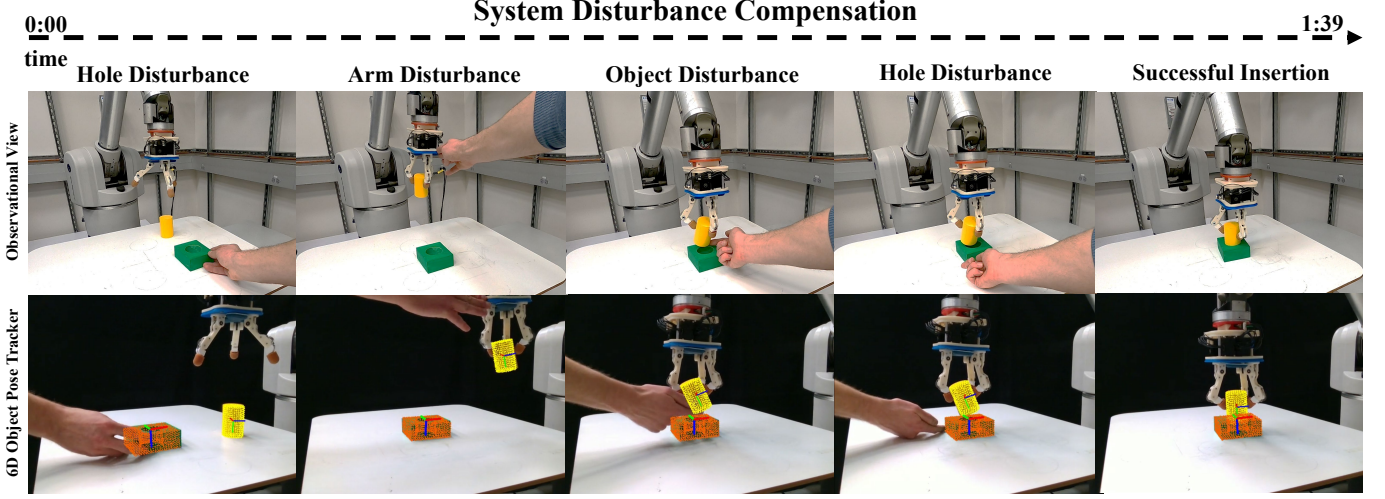 System Disturbance Compensation
0:00
1:39
time
Hole Disturbance
Arm Disturbance
Object Disturbance
Hole Disturbance
Successful Insertion
Observational View
6D Object Pose Tracker